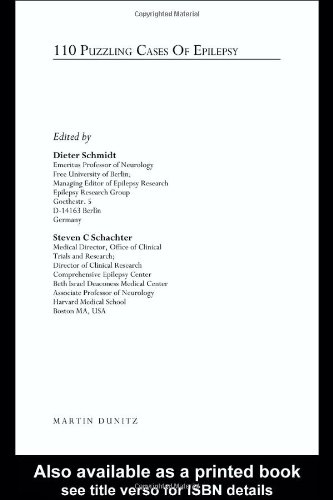 Copyrighted Material
110 PUZZLING CASES OF EPILEPSY
Edited by
Dieter Schmidt
Emeritus Professor of Neurology
Free University of Berlin;
Managing Editor of Epilepsy Research
Epilepsy Research Group
Goethestr. 5
D-14163 Berlin
Germany
Steven C Schachter
Medical Director, Office of Clinical
Trials and Research;
Director of Clinical Research
Comprehensive Epilepsy Center
Beth Israel Deaconess Medical Center
Associate Professor of Neurology
Harvard Medical School
Boston MA, USA
MARTIN DUNITZ
Copyrighted Material
Also available as a printed book
see title verso for ISBN details